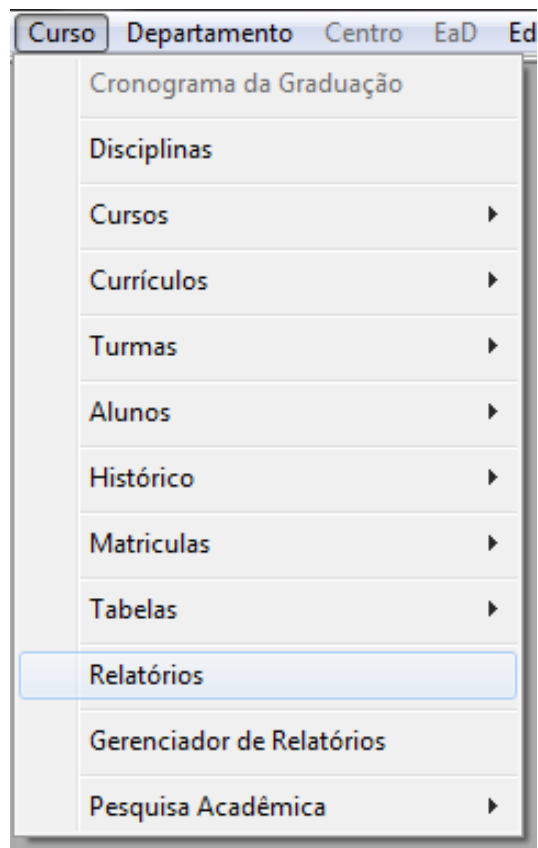 Curso Departamento Centro EaD Ed
Cronograma da Graduação
Disciplinas
Cursos
Currículos
Turmas
Alunos
Histórico
Matriculas
Tabelas
Relatórios
Gerenciador de Relatórios
Pesquisa Acadêmica